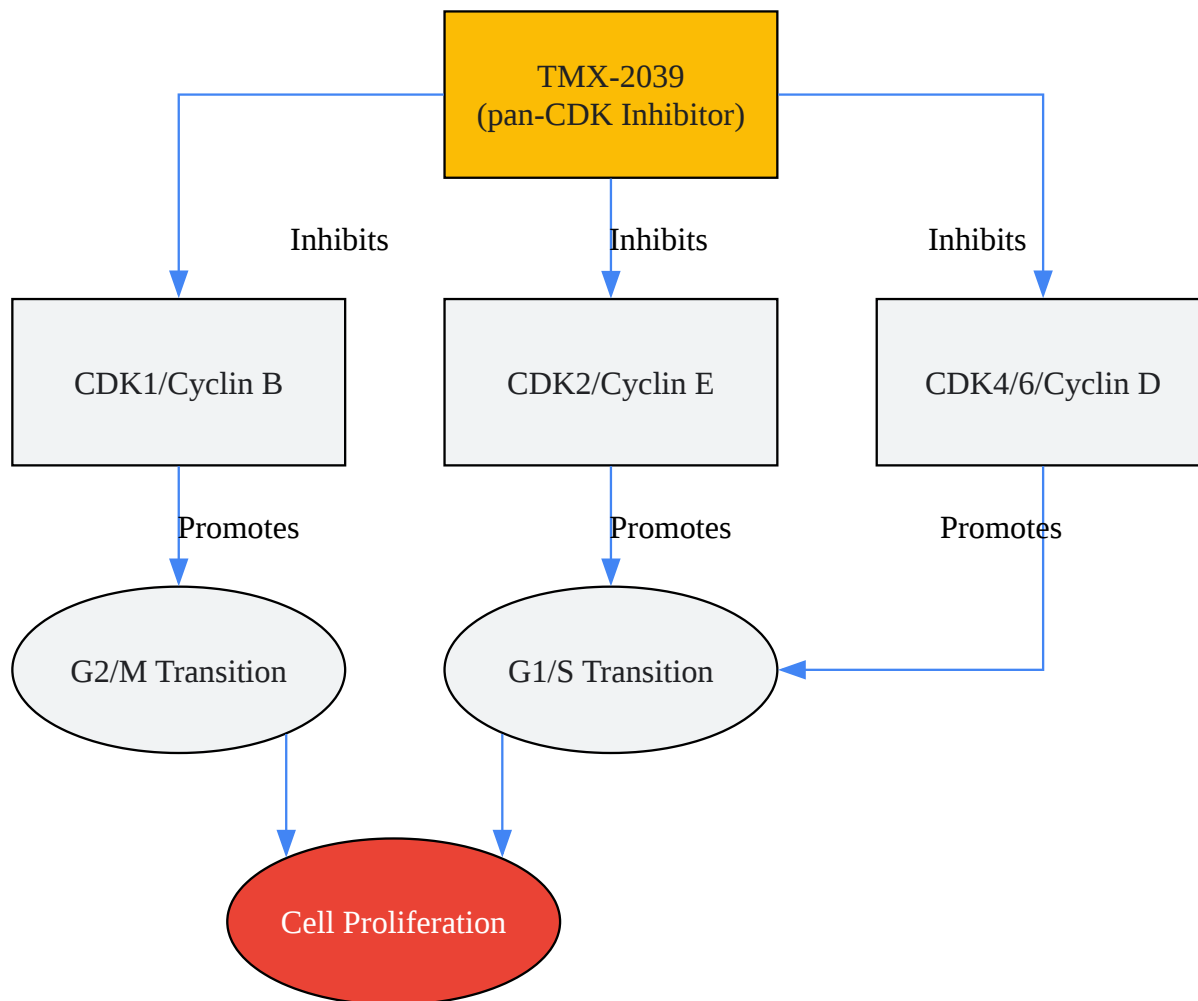 TMX-2039
(pan-CDK Inhibitor)
Inhibits
Inhibits
Inhibits
CDK1/Cyclin B
CDK2/Cyclin E
CDK4/6/Cyclin D
Promotes
Promotes
Promotes
G2/M Transition
G1/S Transition
Cell Proliferation